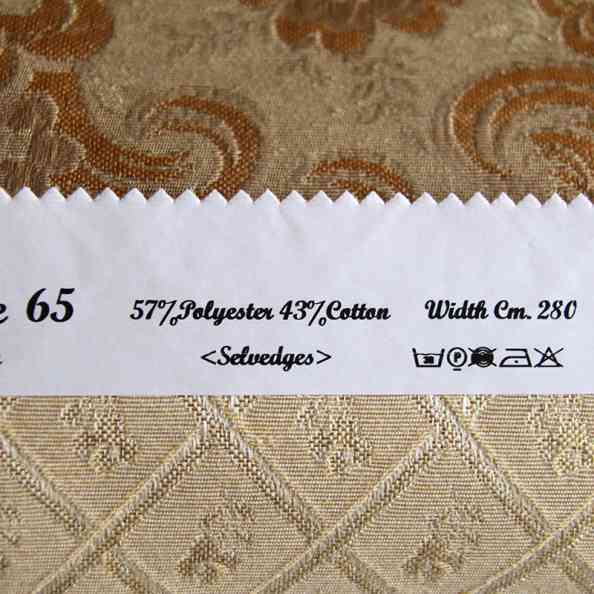 e 65 57%Polyester 43%Cotton Width Cm. 280
<Selvedges>